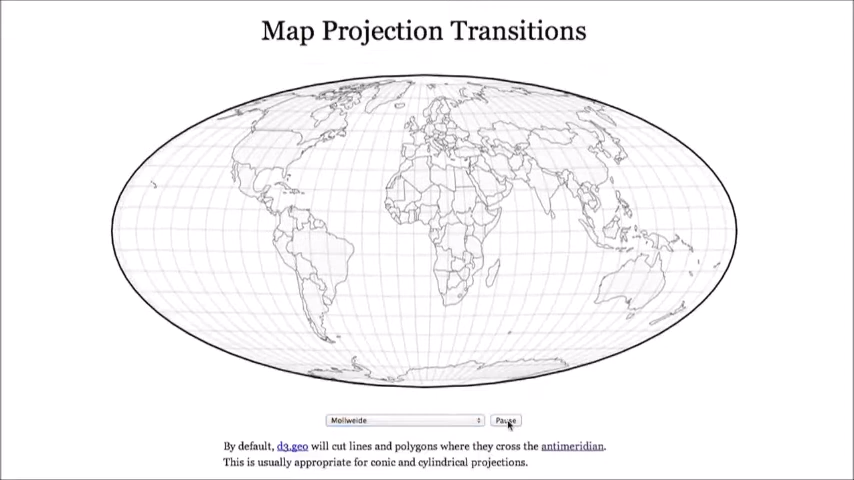 Map Projection Transitions
Mollweide
Pause
By default, d3.geo will cut lines and polygons where they cross the antimeridian.
This is usually appropriate for conic and cylindrical projections.